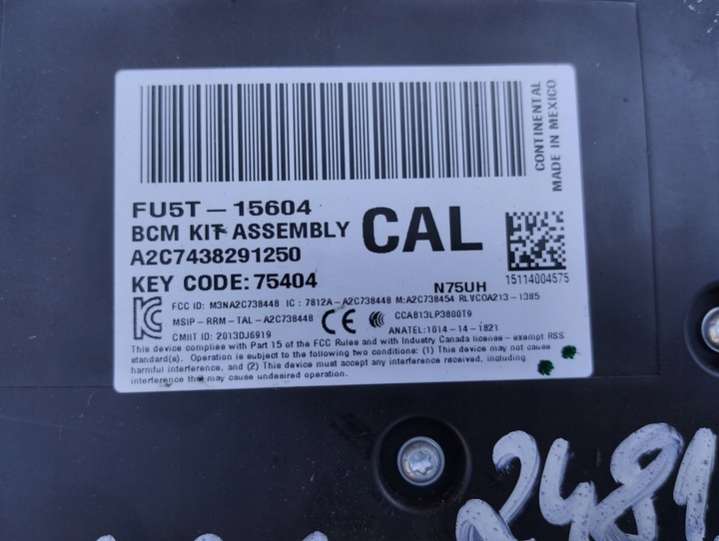 CONTINENTAL
MADE IN MEXICO
FU5T-15604
BCM KIT ASSEMBLY
CAL
A2C7438291250
KEY CODE: 75404
N75UH
15114004575
FCC ID: M3NA2C738448 IC: 7812A-A2C738448 M:A2C738454 RLVCOA213-1385
MSIP-RRM-TAL-A2C738448
CCAB13LP3800T9
CMIIT ID: 2013DJ6919
ANATEL:1014-14-1821
This device complies with Part 15 of the FCC Rules and with Industry Canada license-exempt RSS
standard(s). Operation is subject to the following two conditions: (1) This device may not cause
harmful interference, and (2) This device must accept any interference received, including
interference that may cause undesired operation.
2481